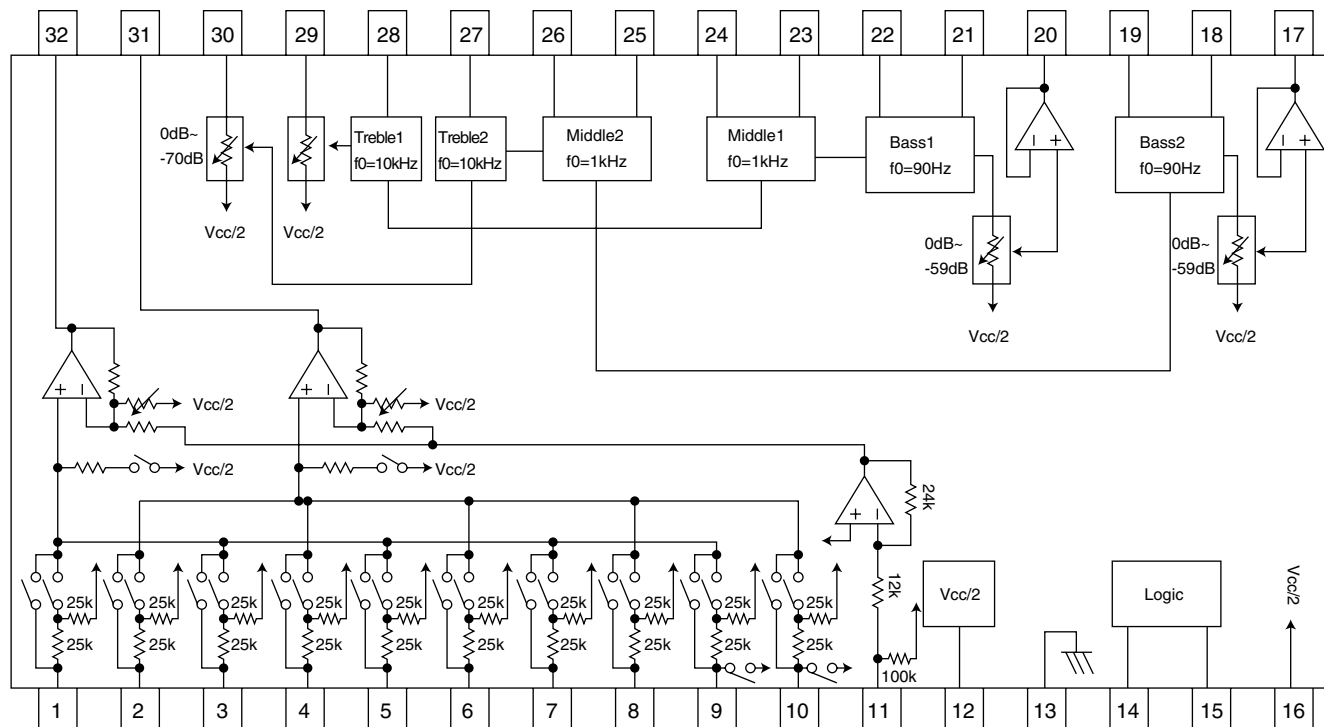 32 31 30 29 28 27 26 25 24 23 22 21 20 19 18 17
0dB~
-70dB
Treble1
f0=10kHz
Treble2
f0=10kHz
Middle2
f0=1kHz
Middle1
f0=1kHz
Bass1
f0=90Hz
Bass2
f0=90Hz
Vcc/2 Vcc/2
0dB~
-59dB
0dB~
-59dB
Vcc/2
Vcc/2
+ −
+ −
+ −
− +
− +
Vcc/2
Vcc/2
Vcc/2
Vcc/2
24k
12k
100k
25k 25k 25k 25k 25k 25k 25k 25k 25k 25k
25k 25k 25k 25k 25k 25k 25k 25k 25k 25k
Vcc/2
Logic
Vcc/2
1 2 3 4 5 6 7 8 9 10 11 12 13 14 15 16